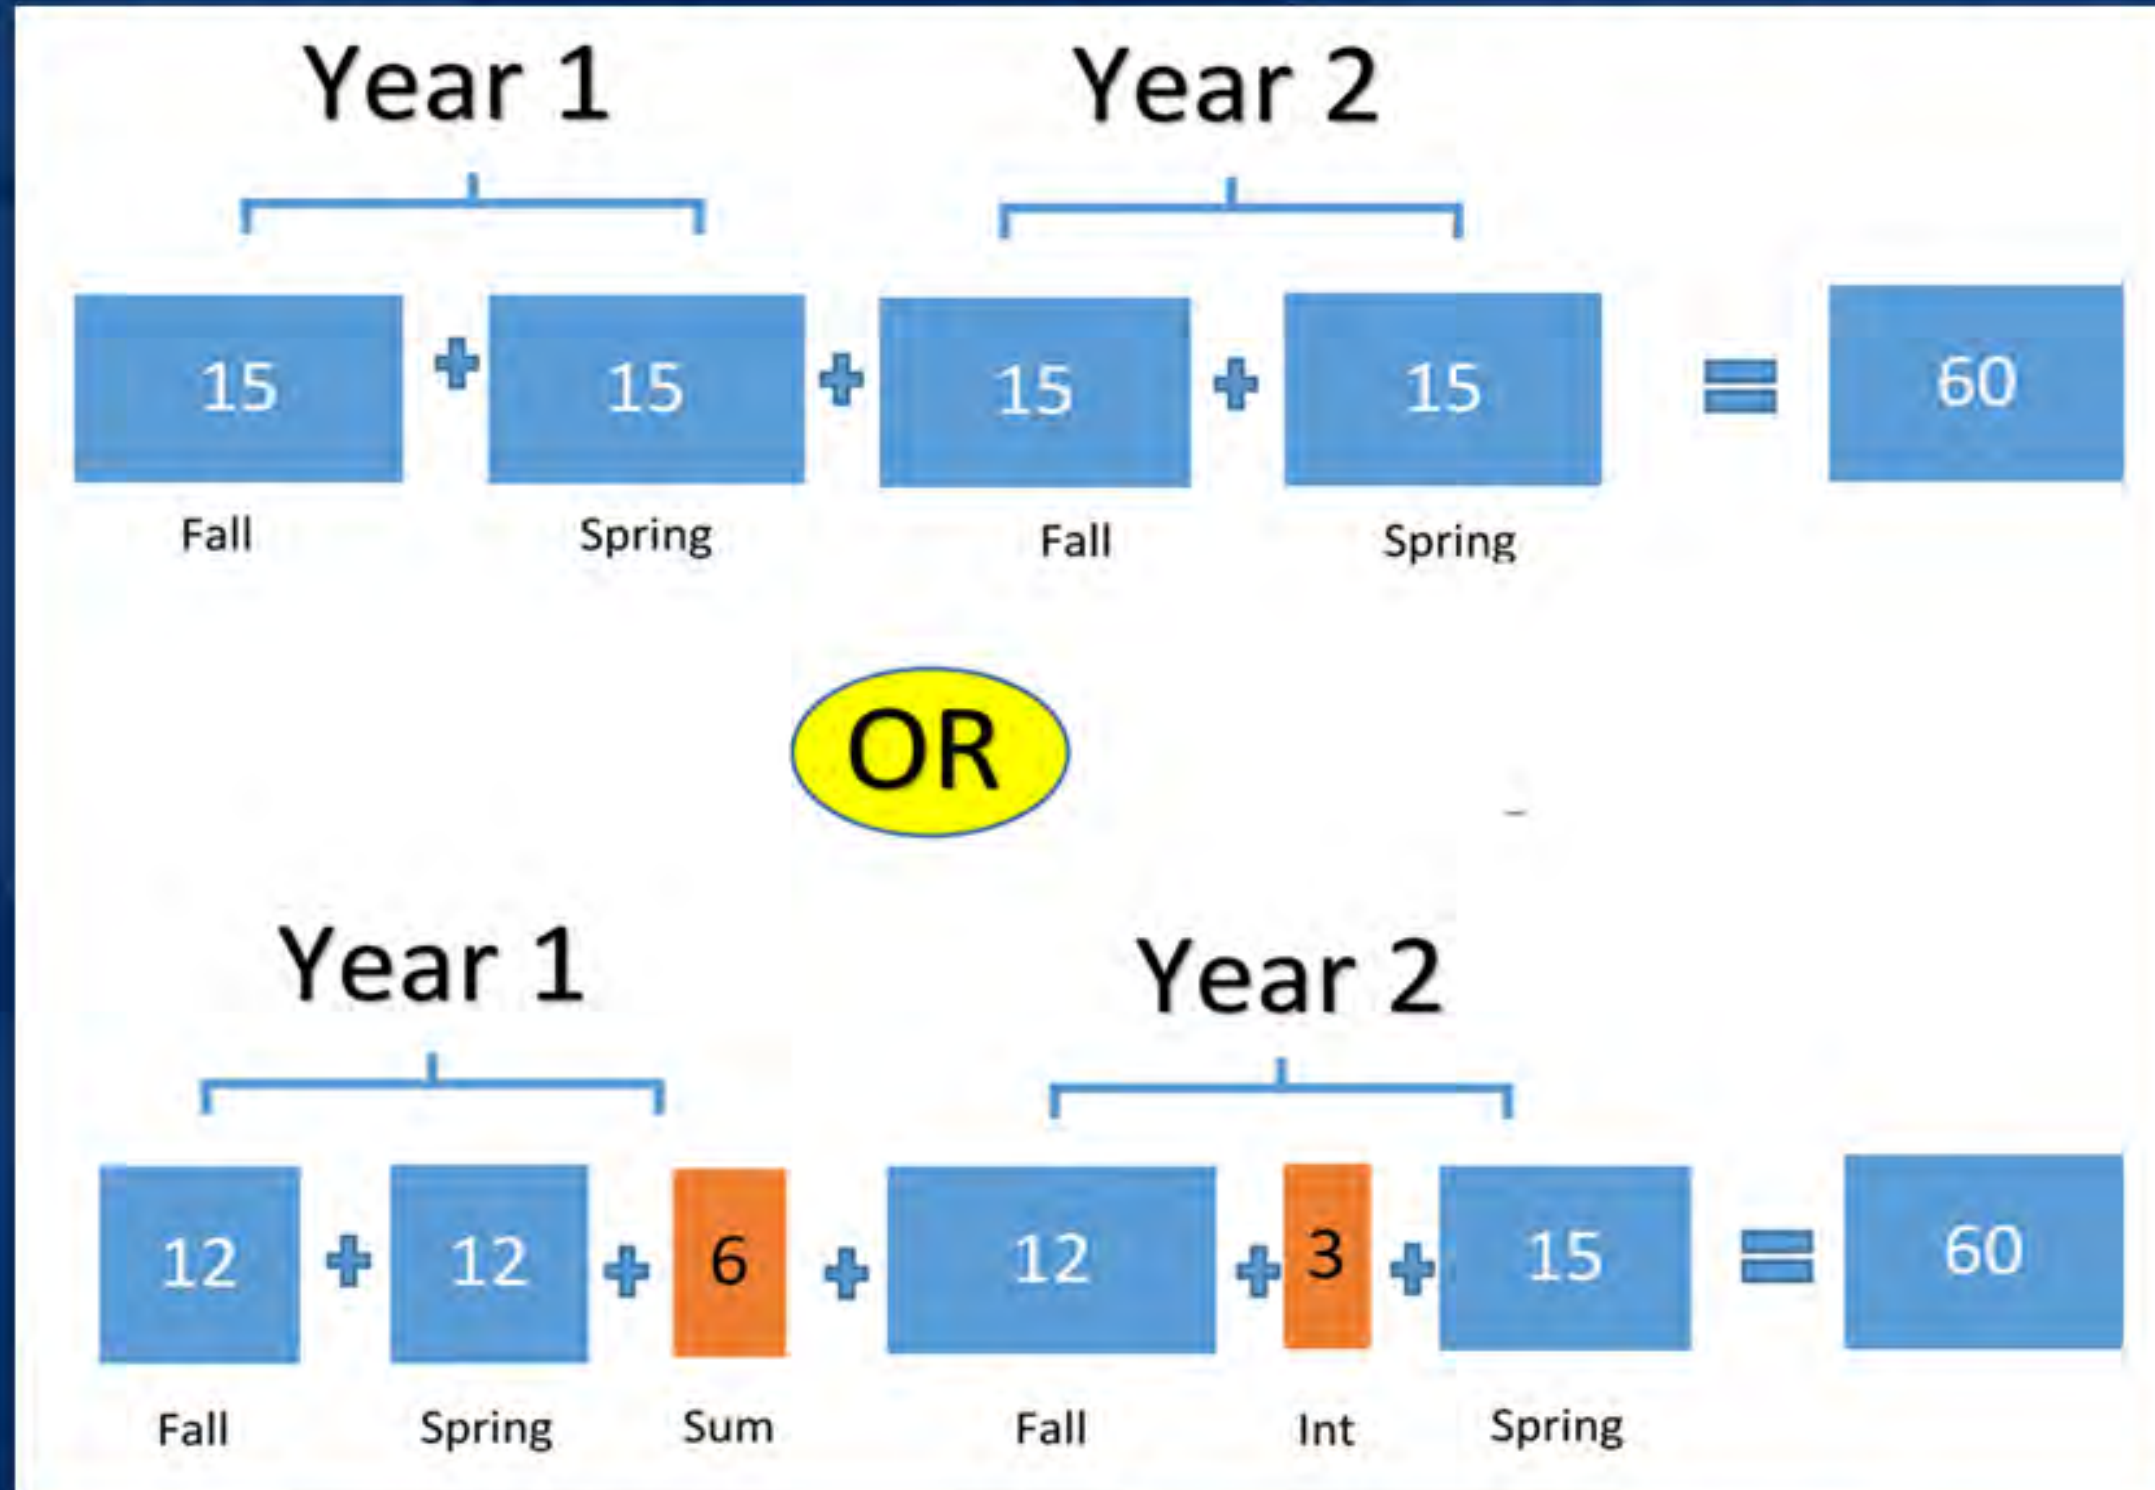 Year 1 Year 2
15 + 15 + 15 + 15 = 60
Fall Spring Fall Spring
OR
Year 1 Year 2
12 + 12 + 6 + 12 + 3 + 15 = 60
Fall Spring Sum Fall Int Spring